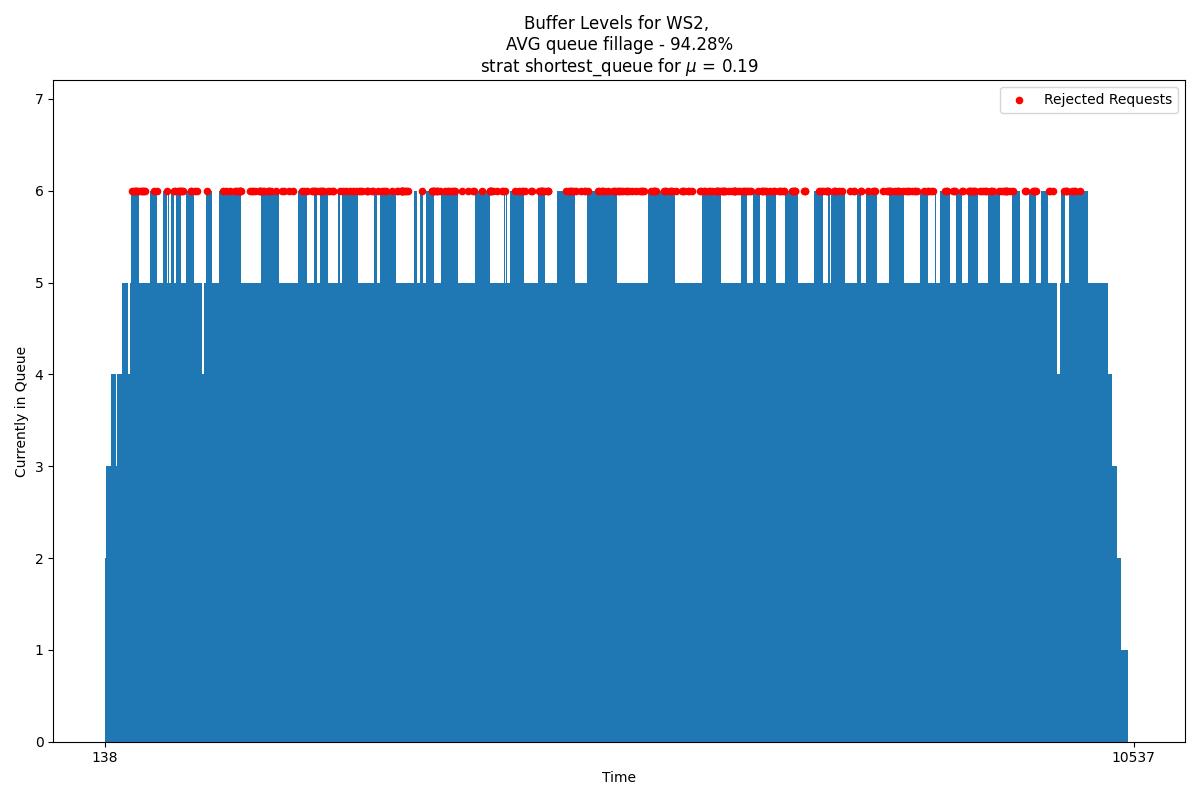 Buffer Levels for WS2,
AVG queue fillage - 94.28%
strat shortest_queue for μ = 0.19
Rejected Requests
7
6
5
4
3
2
1
0
Currently in Queue
138
10537
Time